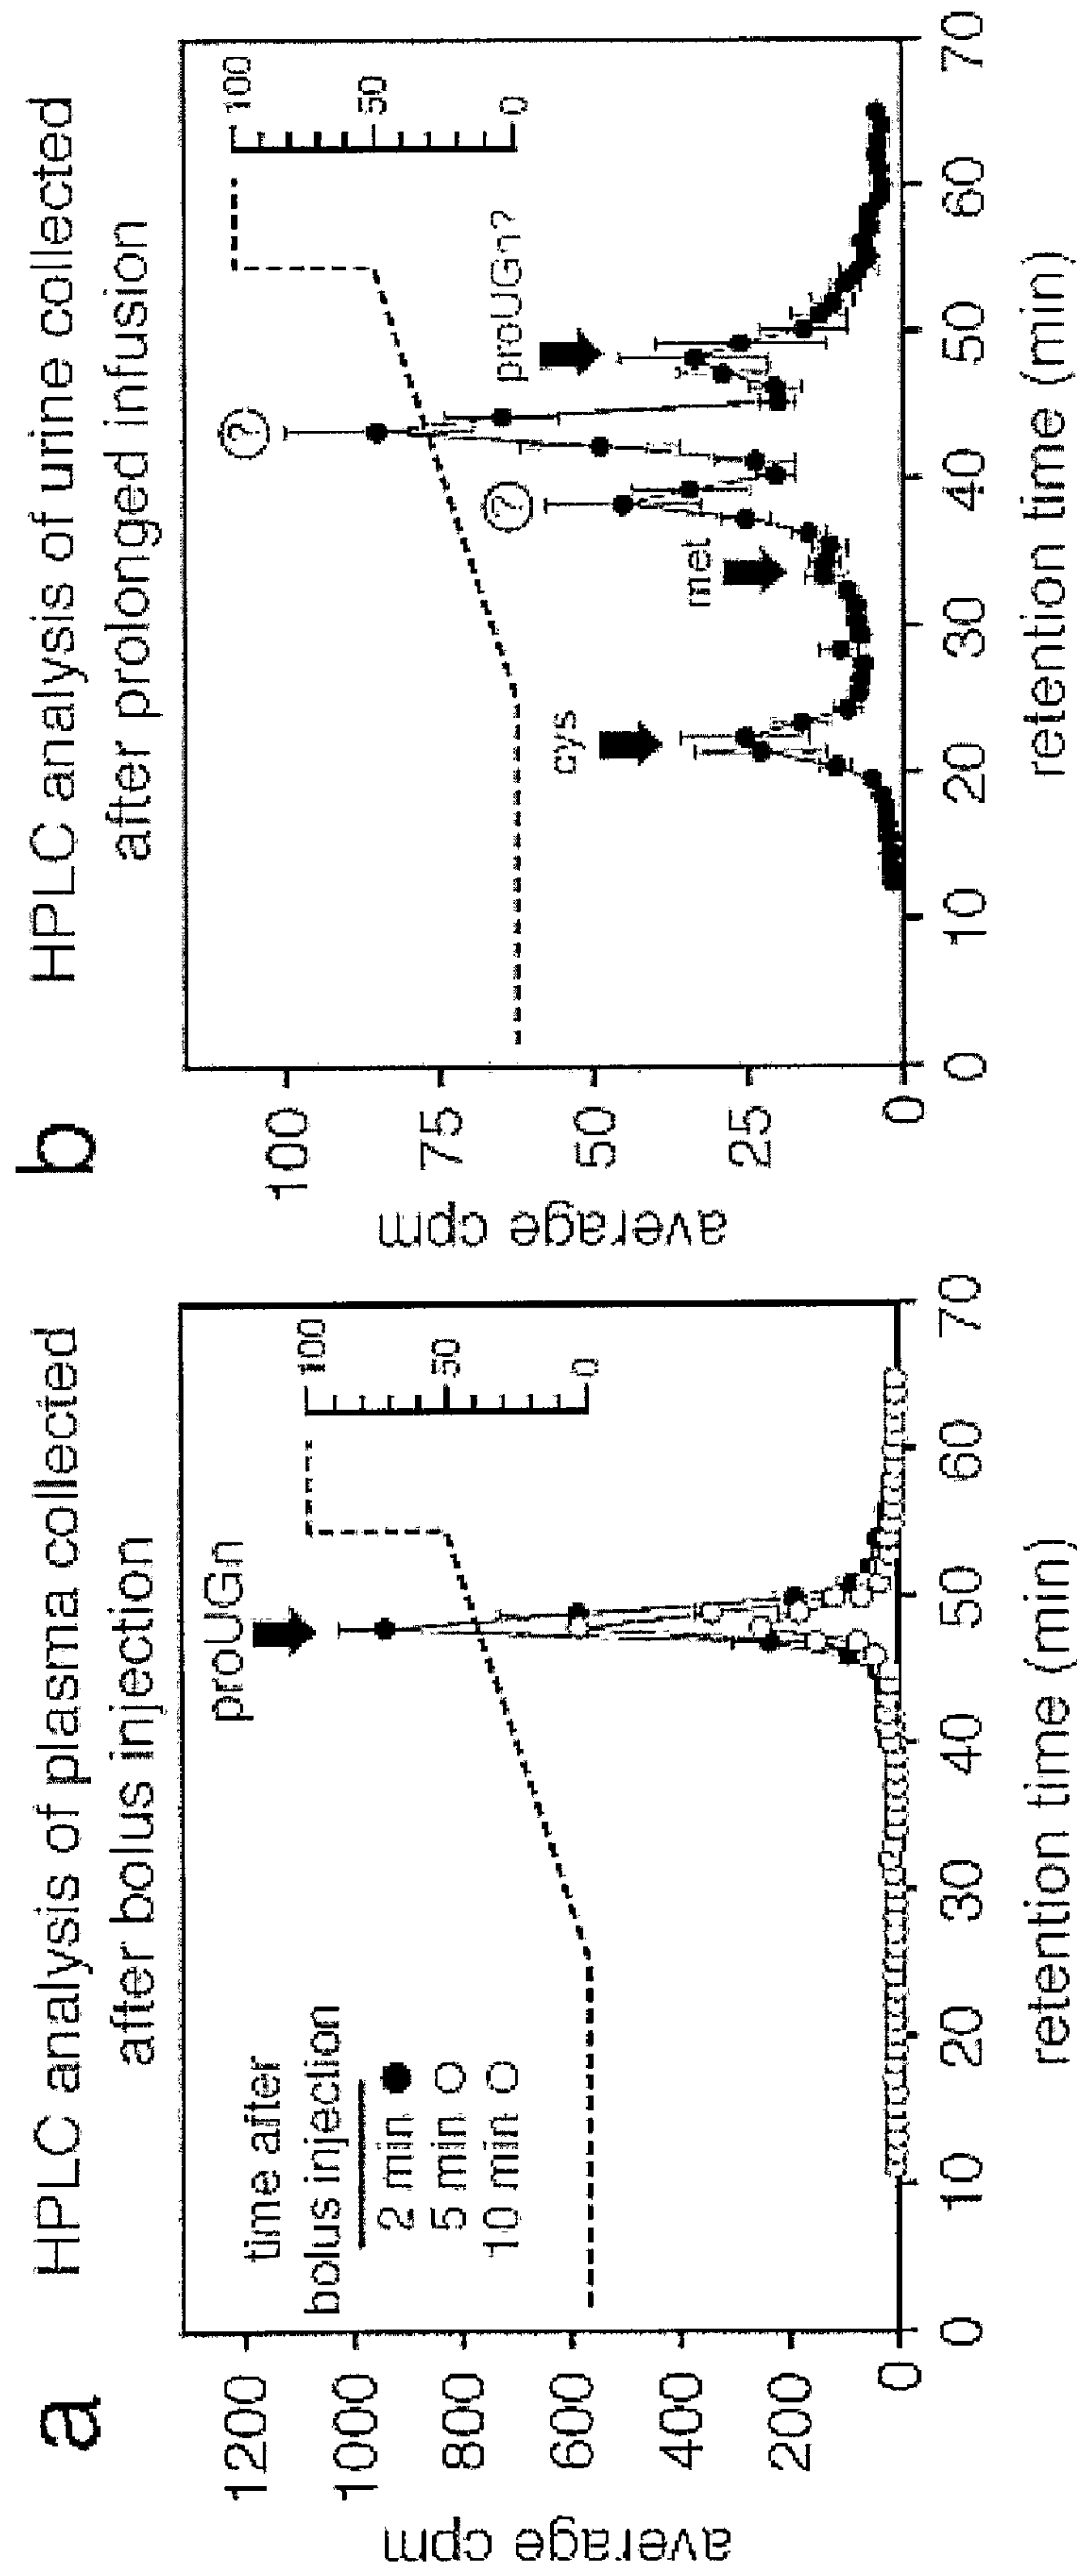 a
HPLC analysis of plasma collected
after bolus injection
average cpm
1200
1000
800
600
400
200
0
time after
bolus injection
2 min
5 min
10 min
proUGn
100
50
0
0 10 20 30 40 50 60 70
retention time (min)
b
HPLC analysis of urine collected
after prolonged infusion
average cpm
100
75
50
25
0
cys
met
?
?
proUGn?
100
50
0
0 10 20 30 40 50 60 70
retention time (min)